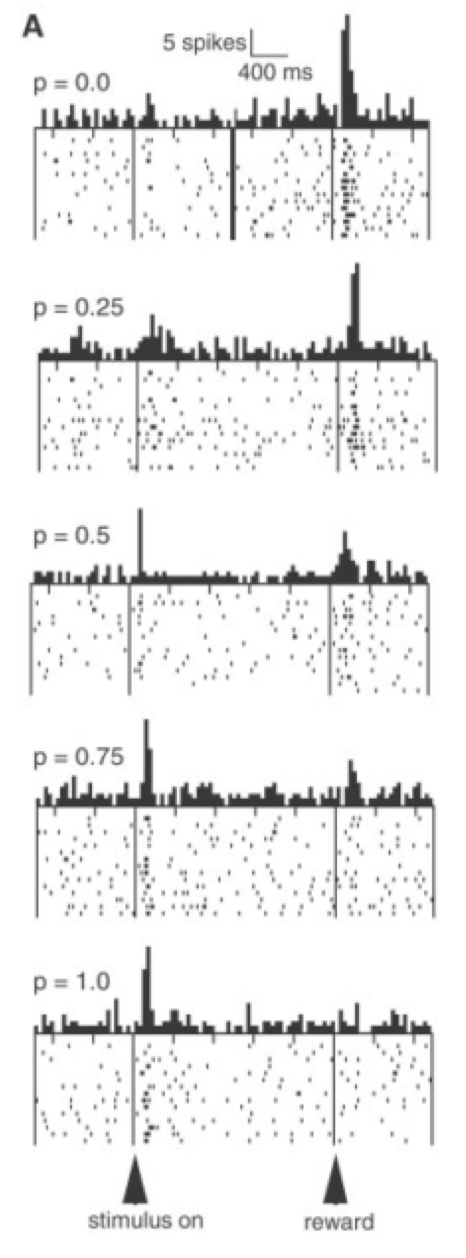 A
5 spikes
400 ms
p = 0.0
p = 0.25
p = 0.5
p = 0.75
p = 1.0
stimulus on reward